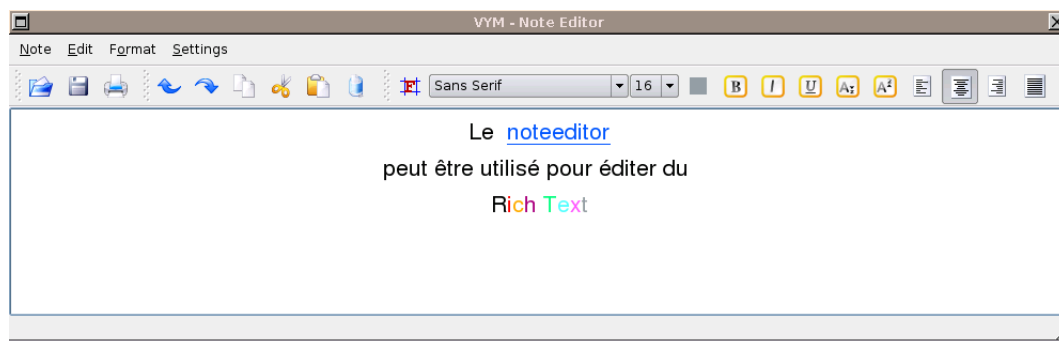 VYM - Note Editor
Note Edit Format Settings
Sans Serif 16 B I U A A
Le noteeditor
peut être utilisé pour éditer du
Rich Text